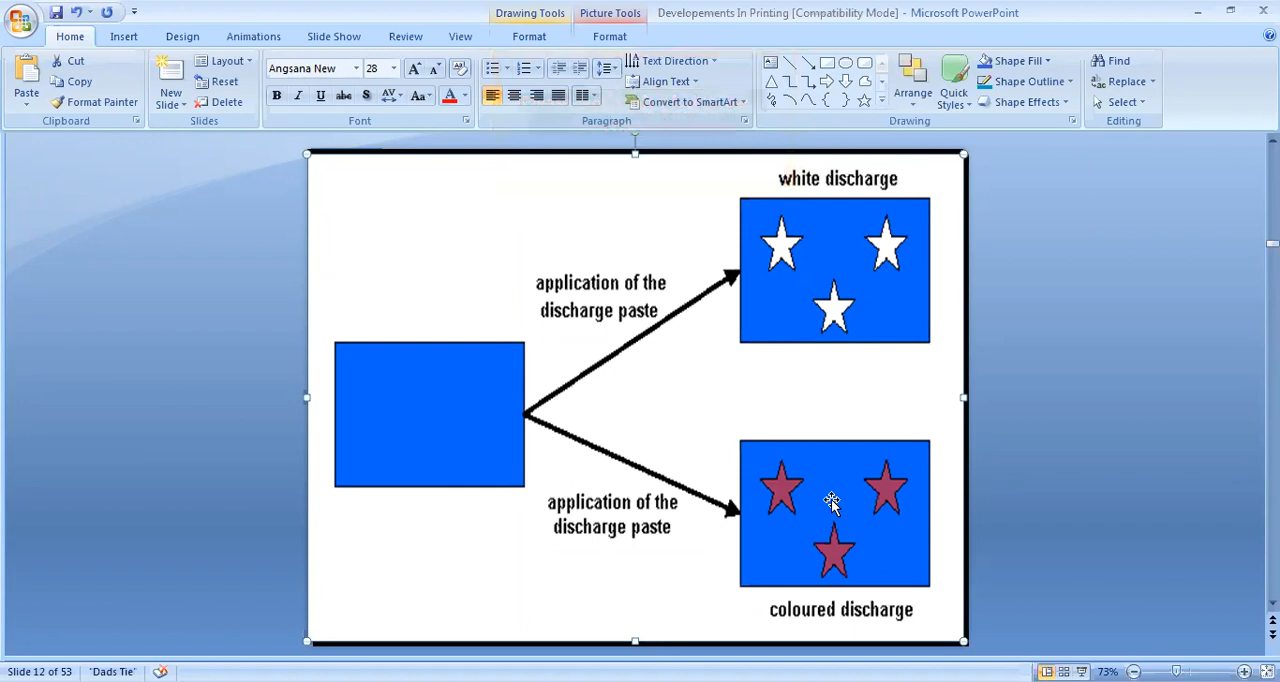 Drawing Tools
Picture Tools
Developements In Printing [Compatibility Mode] - Microsoft PowerPoint
Home
Insert
Design
Animations
Slide Show
Review
View
Format
Format
Paste
Cut
Copy
Format Painter
Clipboard
New
Slide
Layout
Reset
Delete
Slides
Angsana New
28
A A
B I U abc S AV Aa A
Font
Text Direction
Align Text
Convert to SmartArt
Paragraph
Arrange
Quick
Styles
Shape Fill
Shape Outline
Shape Effects
Drawing
Find
Replace
Select
Editing
white discharge
application of the
discharge paste
application of the
discharge paste
coloured discharge
Slide 12 of 53
"Dads Tie"
73%